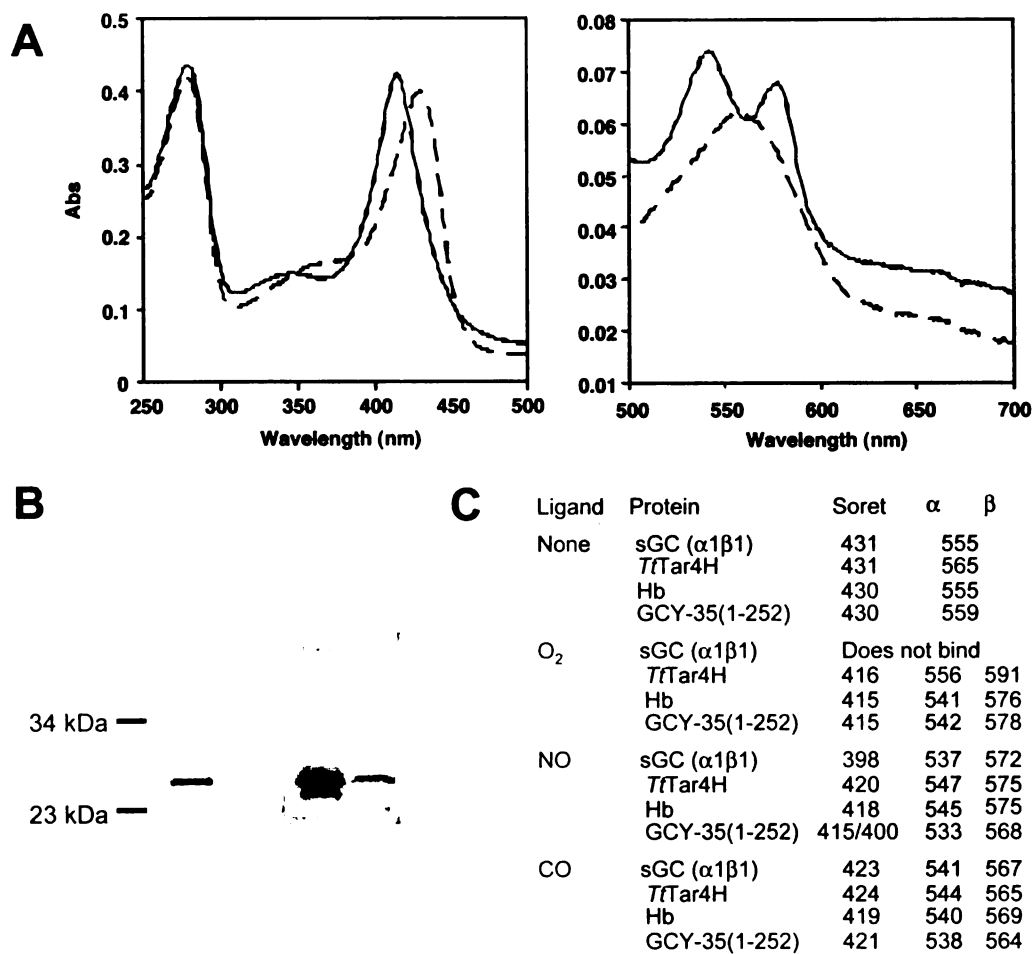 A
0.5
0.4
0.3
0.2
0.1
0
Abs
250 300 350 400 450 500
Wavelength (nm)
0.08
0.07
0.06
0.05
0.04
0.03
0.02
0.01
500 550 600 650 700
Wavelength (nm)
B
34 kDa
23 kDa
C
Ligand Protein Soret α β
None sGC (α1β1) 431 555
TtTar4H 431 565
Hb 430 555
GCY-35(1-252) 430 559
O2 sGC (α1β1) Does not bind
TtTar4H 416 556 591
Hb 415 541 576
GCY-35(1-252) 415 542 578
NO sGC (α1β1) 398 537 572
TtTar4H 420 547 575
Hb 418 545 575
GCY-35(1-252) 415/400 533 568
CO sGC (α1β1) 423 541 567
TtTar4H 424 544 565
Hb 419 540 569
GCY-35(1-252) 421 538 564